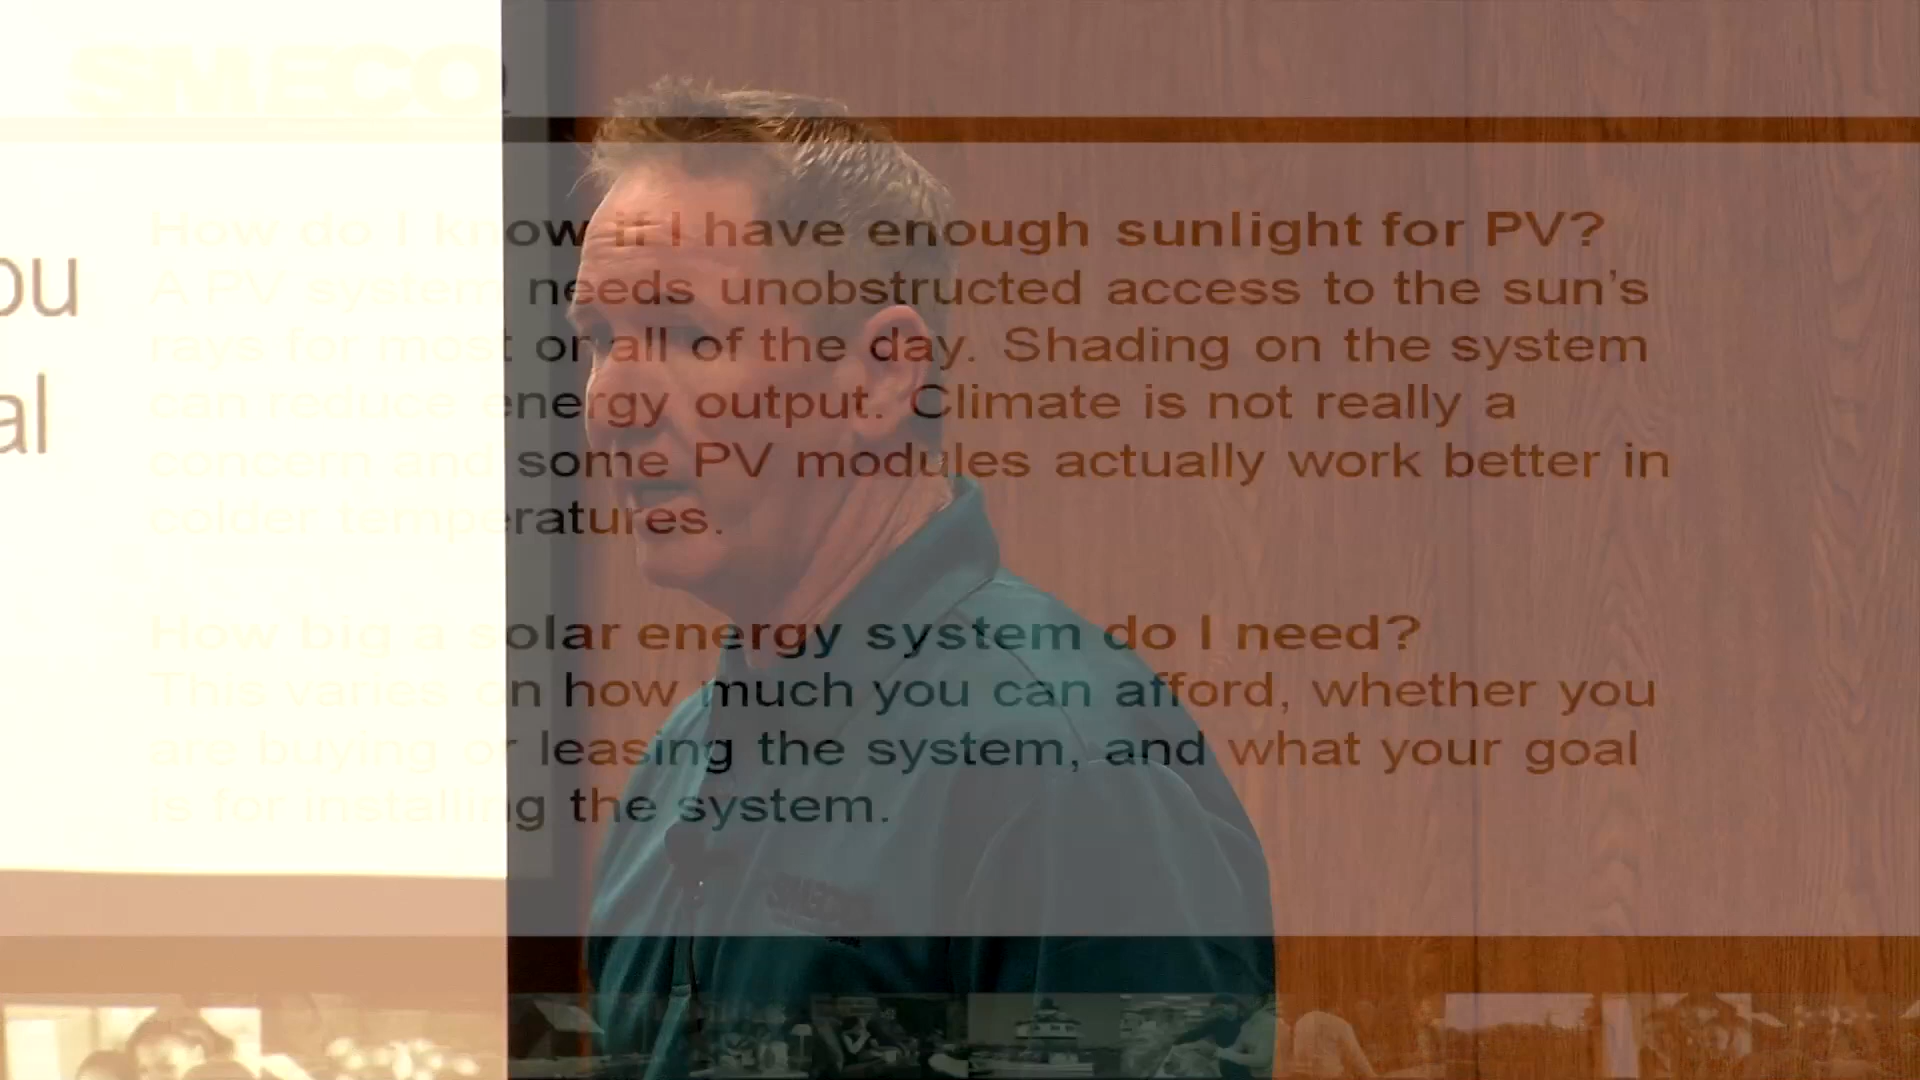 SMECO
How do I know if I have enough sunlight for PV?
A PV system needs unobstructed access to the sun's
ou
rays for most or all of the day. Shading on the system
can reduce energy output. Climate is not really a
al
concern and some PV modules actually work better in
colder temperatures.
How big a solar energy system do I need?
This varies on how much you can afford, whether you
are buying or leasing the system, and what your goal
is for installing the system.
SMECO